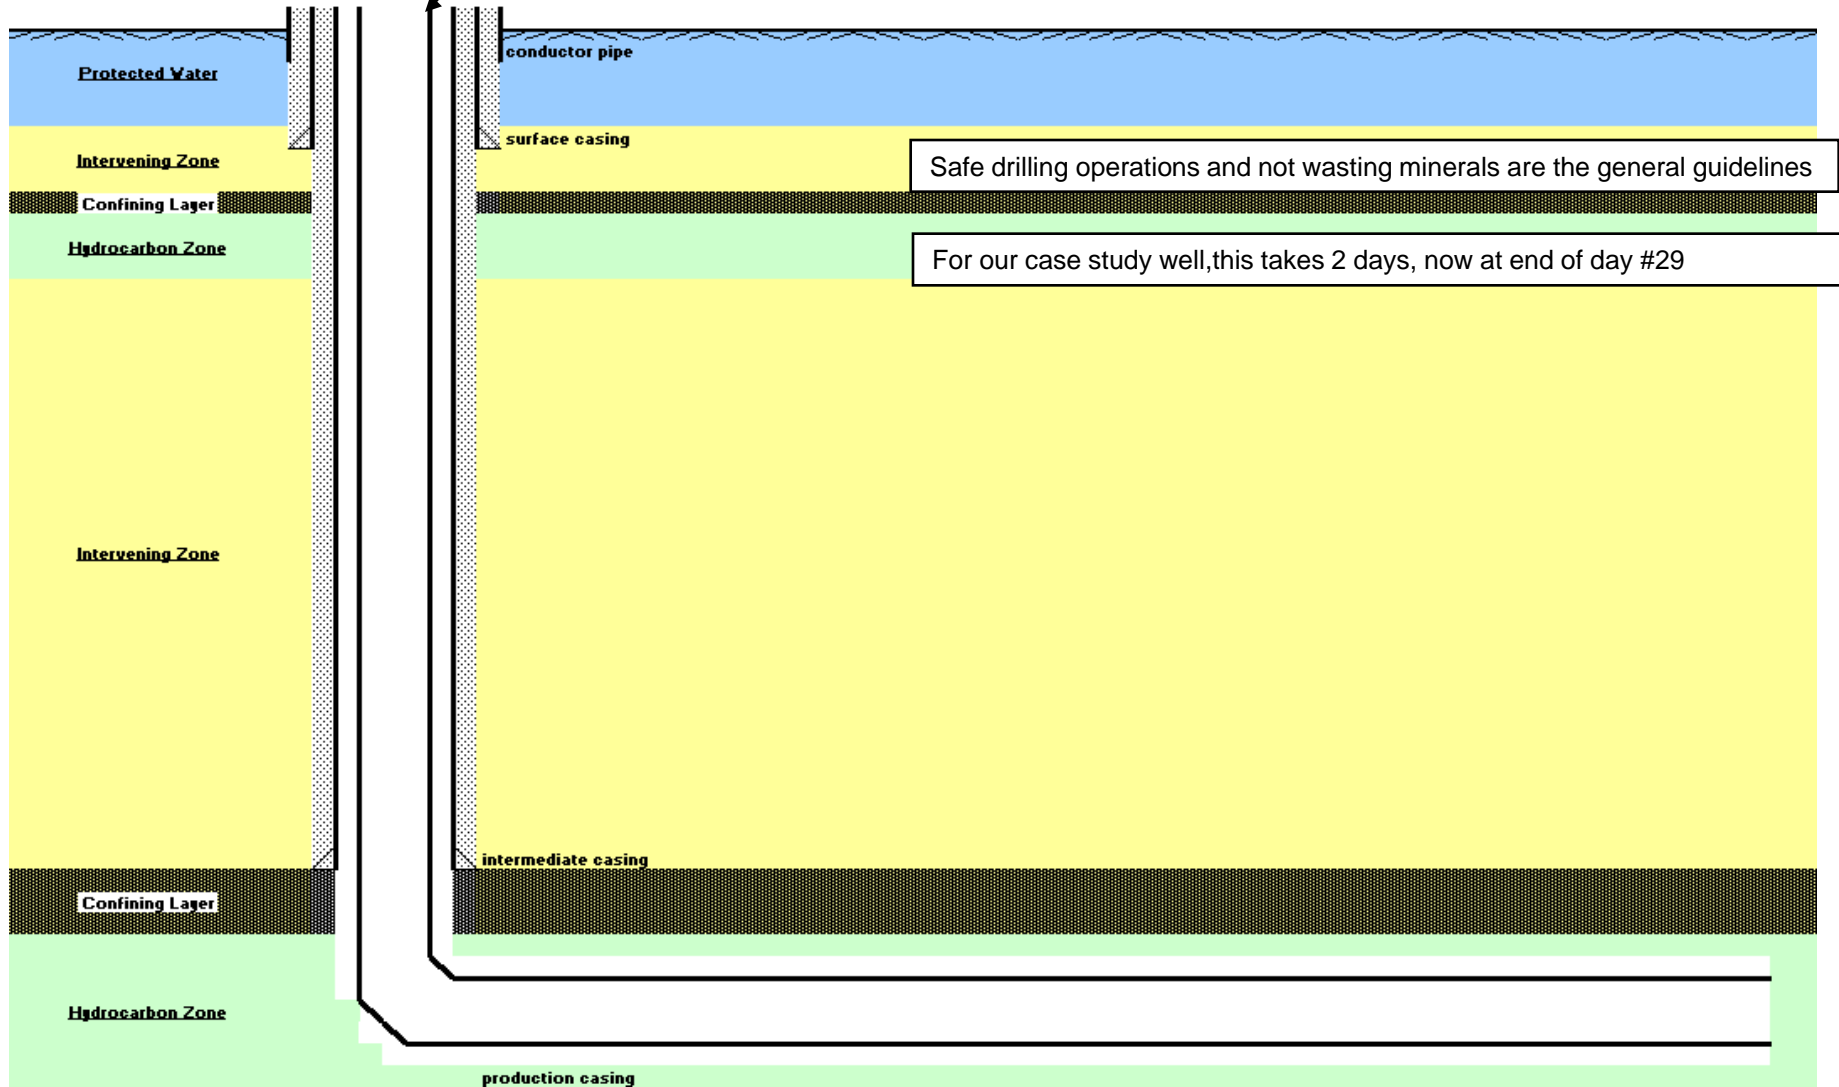 conductor pipe
Protected Water
surface casing
Intervening Zone
Safe drilling operations and not wasting minerals are the general guidelines
Confining Layer
Hydrocarbon Zone
For our case study well,this takes 2 days, now at end of day #29
Intervening Zone
intermediate casing
Confining Layer
Hydrocarbon Zone
production casing